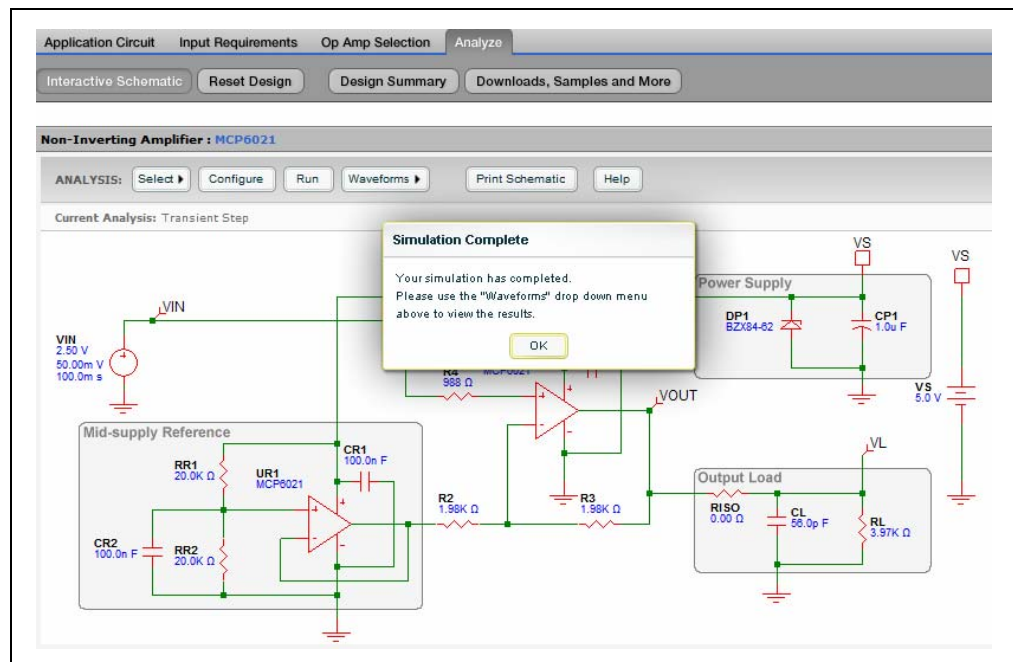 Application Circuit Input Requirements Op Amp Selection Analyze
Interactive Schematic Reset Design Design Summary Downloads, Samples and More
Non-Inverting Amplifier : MCP6021
ANALYSIS: Select Configure Run Waveforms Print Schematic Help
Current Analysis: Transient Step
Simulation Complete
Your simulation has completed.
Please use the "Waveforms" drop down menu
above to view the results.
OK
VIN
VIN
2.50 V
50.00m V
100.0m s
R4
988 Ω
MCP6021
VOUT
VS
VS
Power Supply
DP1
BZX84-62
CP1
1.0u F
VS
5.0 V
Mid-supply Reference
RR1
20.0K Ω
UR1
MCP6021
CR1
100.0n F
CR2
100.0n F
RR2
20.0K Ω
R2
1.98K Ω
R3
1.98K Ω
VL
Output Load
RISO
0.00 Ω
CL
56.0p F
RL
3.97K Ω